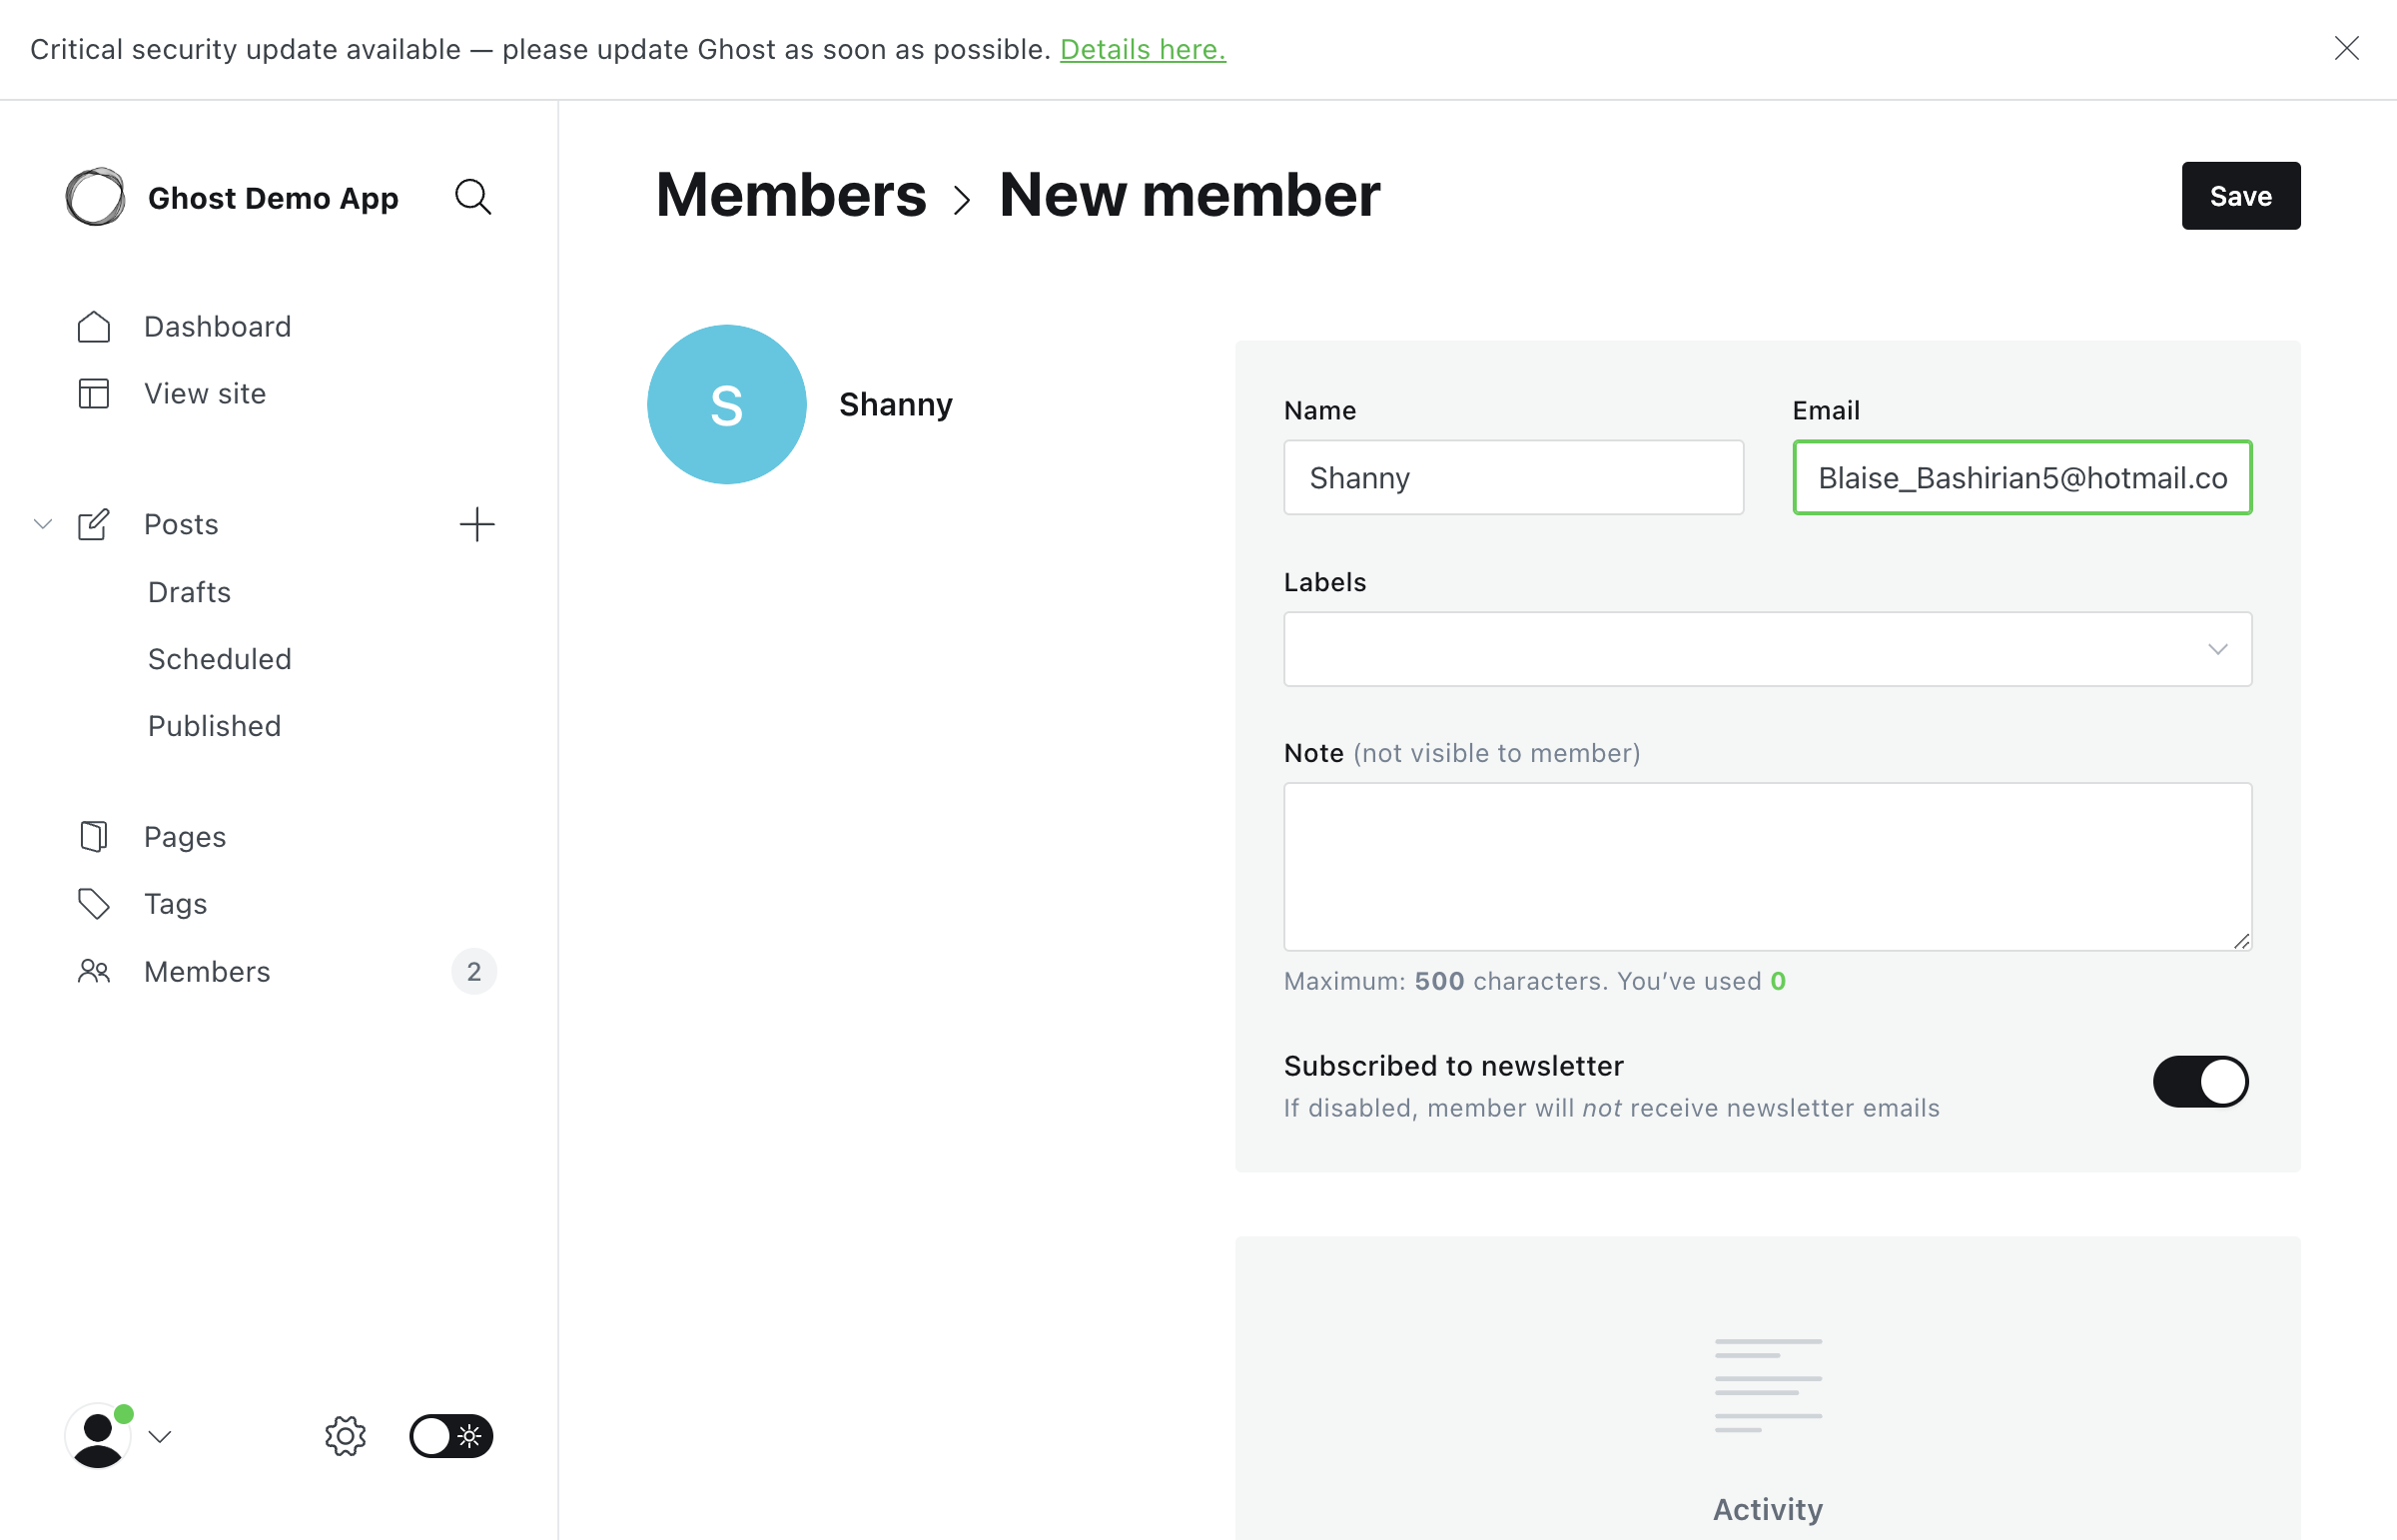 Critical security update available — please update Ghost as soon as possible. Details here.
Ghost Demo App
Dashboard
View site
Posts
Drafts
Scheduled
Published
Pages
Tags
Members 2
Members > New member
Save
S
Shanny
Name
Shanny
Email
Blaise_Bashirian5@hotmail.co
Labels
Note (not visible to member)
Maximum: 500 characters. You’ve used 0
Subscribed to newsletter
If disabled, member will not receive newsletter emails
Activity